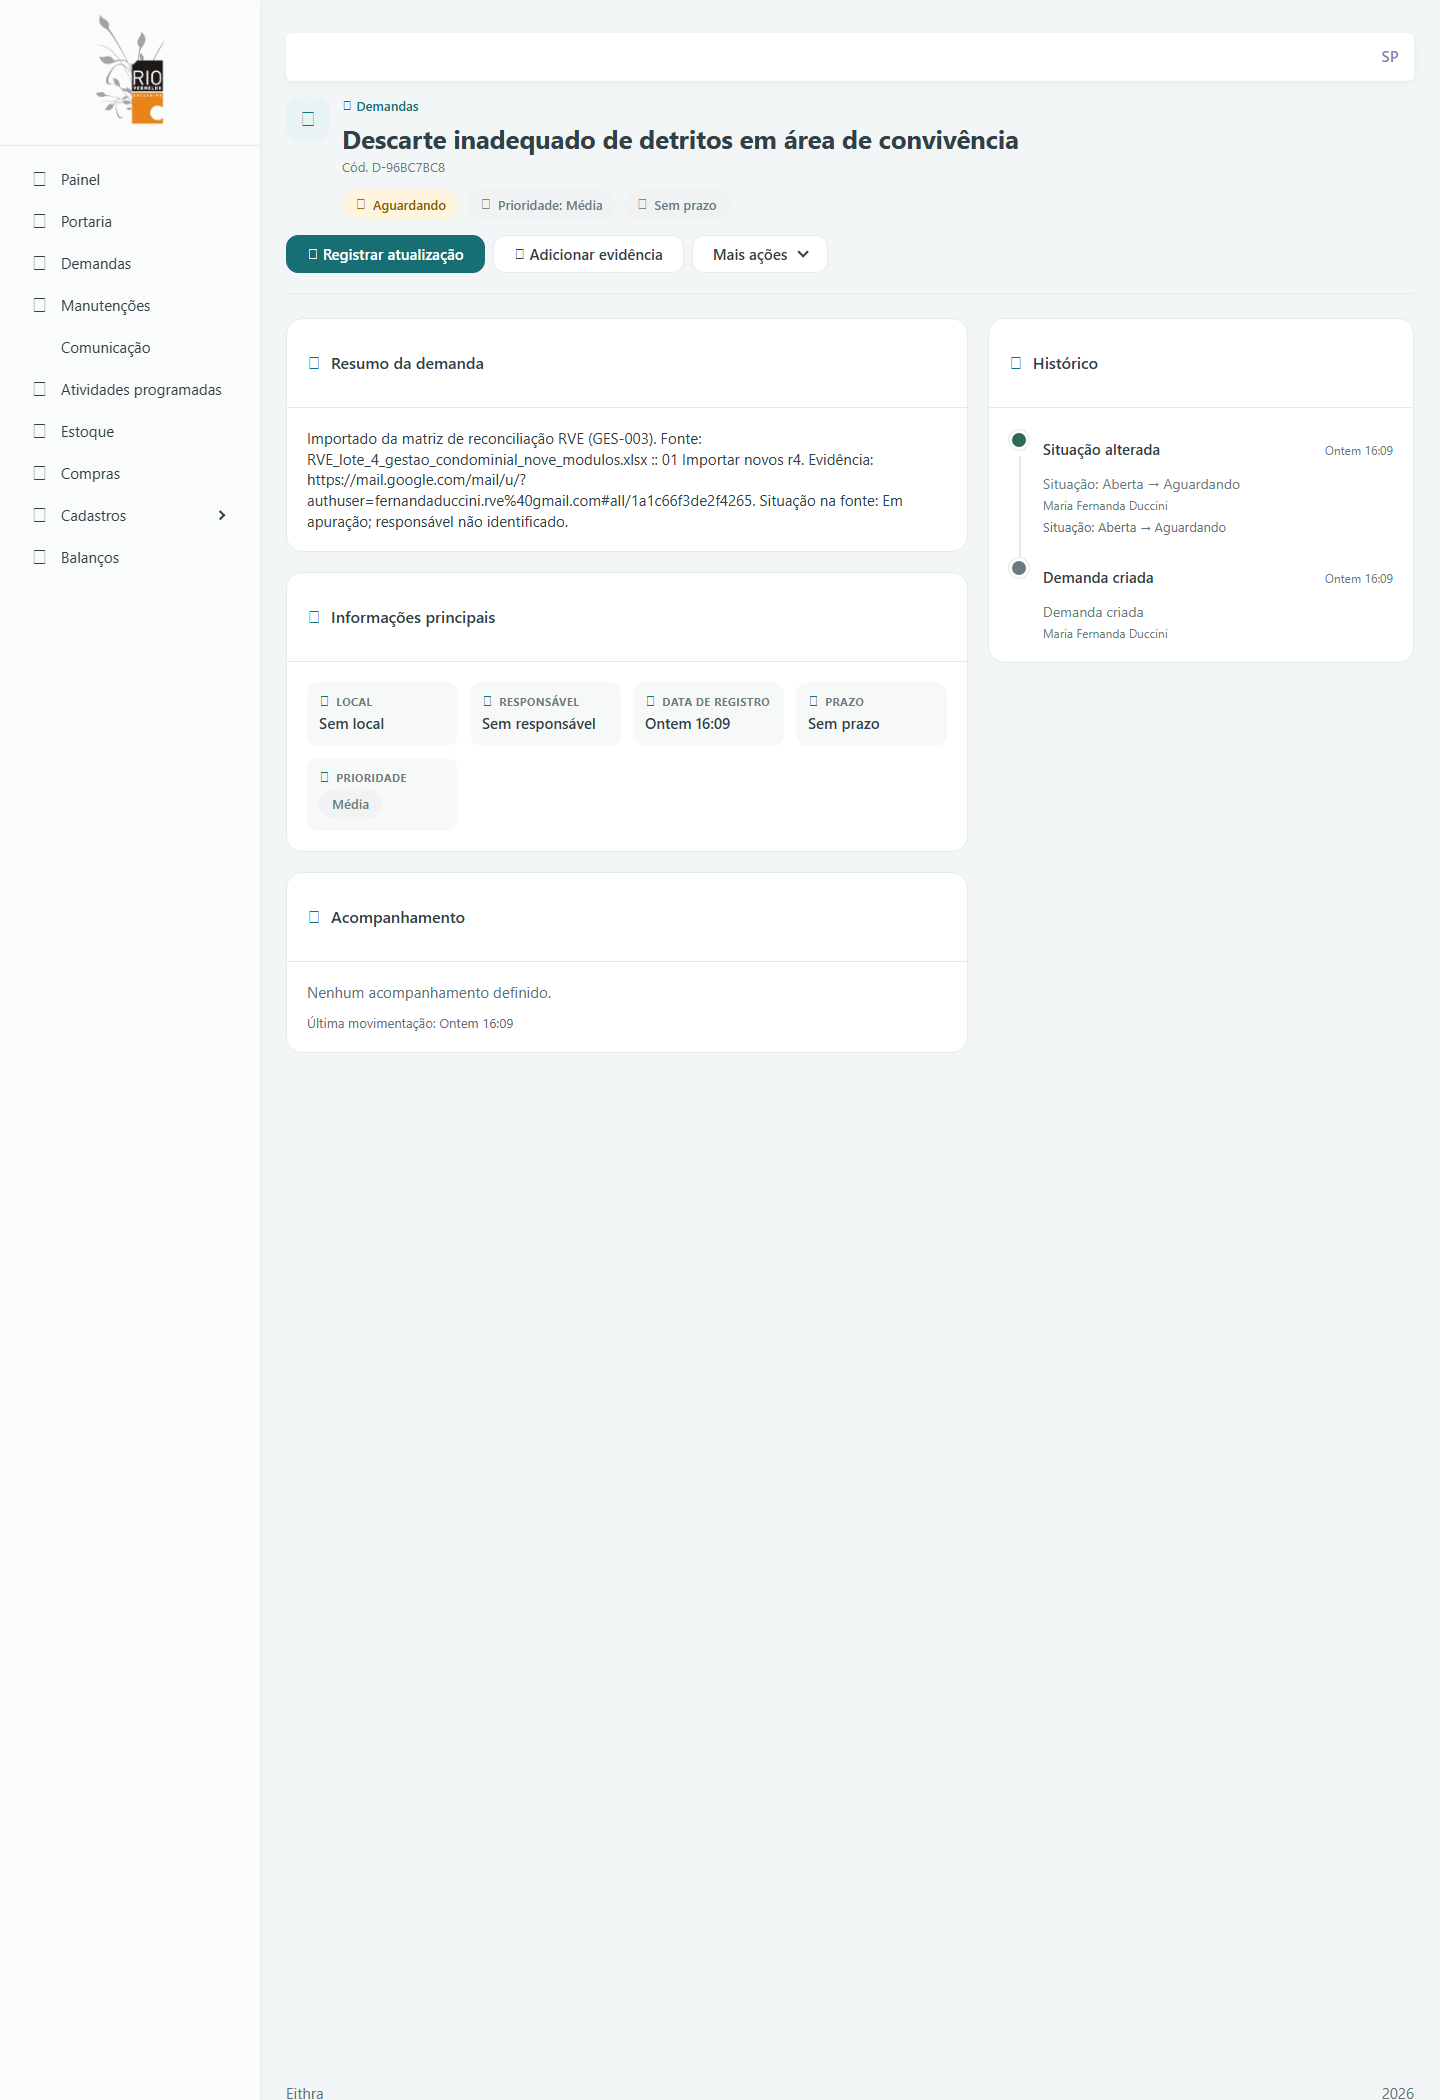 RIO
VERMELHO
SP
Painel
Portaria
Demandas
Manutenções
Comunicação
Atividades programadas
Estoque
Compras
Cadastros
Balanços
Demandas
Descarte inadequado de detritos em área de convivência
Cód. D-96BC7BC8
Aguardando
Prioridade: Média
Sem prazo
Registrar atualização
Adicionar evidência
Mais ações
Resumo da demanda
Importado da matriz de reconciliação RVE (GES-003). Fonte:
RVE_lote_4_gestao_condominial_nove_modulos.xlsx :: 01 Importar novos r4. Evidência:
https://mail.google.com/mail/u/?
authuser=fernandaduccini.rve%40gmail.com#all/1a1c66f3de2f4265. Situação na fonte: Em
apuração; responsável não identificado.
Informações principais
LOCAL
Sem local
RESPONSÁVEL
Sem responsável
DATA DE REGISTRO
Ontem 16:09
PRAZO
Sem prazo
PRIORIDADE
Média
Acompanhamento
Nenhum acompanhamento definido.
Última movimentação: Ontem 16:09
Histórico
Situação alterada
Ontem 16:09
Situação: Aberta → Aguardando
Maria Fernanda Duccini
Situação: Aberta → Aguardando
Demanda criada
Ontem 16:09
Demanda criada
Maria Fernanda Duccini
Eithra
2026